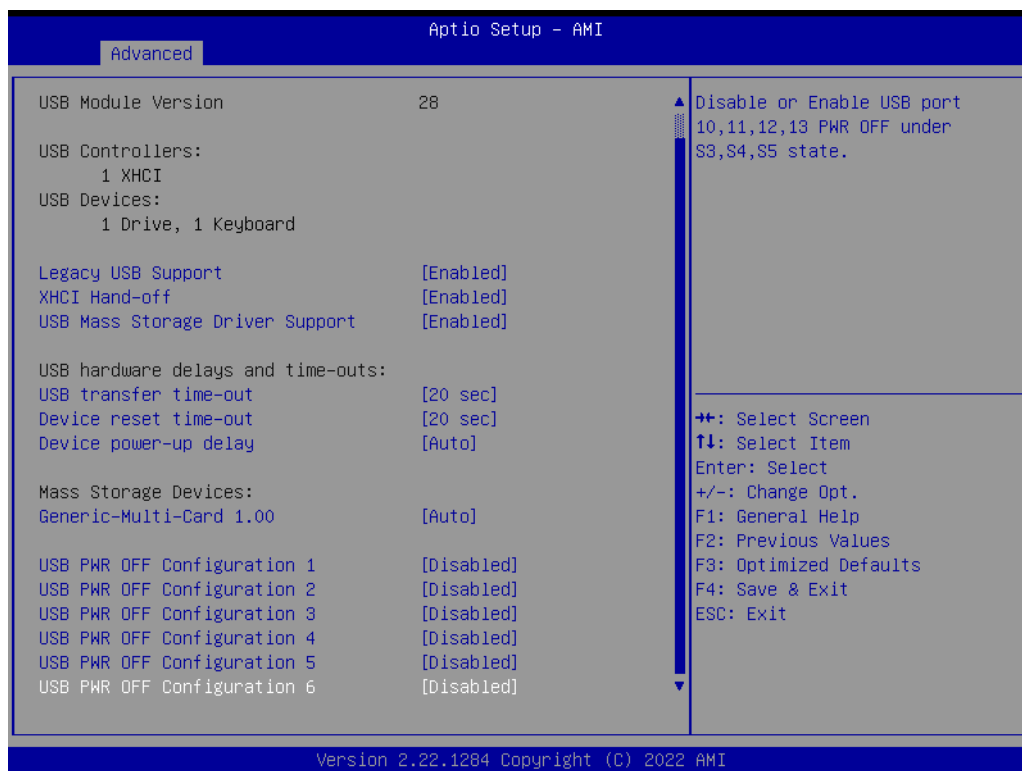 Aptio Setup – AMI
Advanced
USB Module Version 28
USB Controllers:
1 XHCI
USB Devices:
1 Drive, 1 Keyboard
Legacy USB Support [Enabled]
XHCI Hand-off [Enabled]
USB Mass Storage Driver Support [Enabled]
USB hardware delays and time-outs:
USB transfer time-out [20 sec]
Device reset time-out [20 sec]
Device power-up delay [Auto]
Mass Storage Devices:
Generic-Multi-Card 1.00 [Auto]
USB PWR OFF Configuration 1 [Disabled]
USB PWR OFF Configuration 2 [Disabled]
USB PWR OFF Configuration 3 [Disabled]
USB PWR OFF Configuration 4 [Disabled]
USB PWR OFF Configuration 5 [Disabled]
USB PWR OFF Configuration 6 [Disabled]
Disable or Enable USB port
10,11,12,13 PWR OFF under
S3,S4,S5 state.
→←: Select Screen
↑↓: Select Item
Enter: Select
+/-: Change Opt.
F1: General Help
F2: Previous Values
F3: Optimized Defaults
F4: Save & Exit
ESC: Exit
Version 2.22.1284 Copyright (C) 2022 AMI